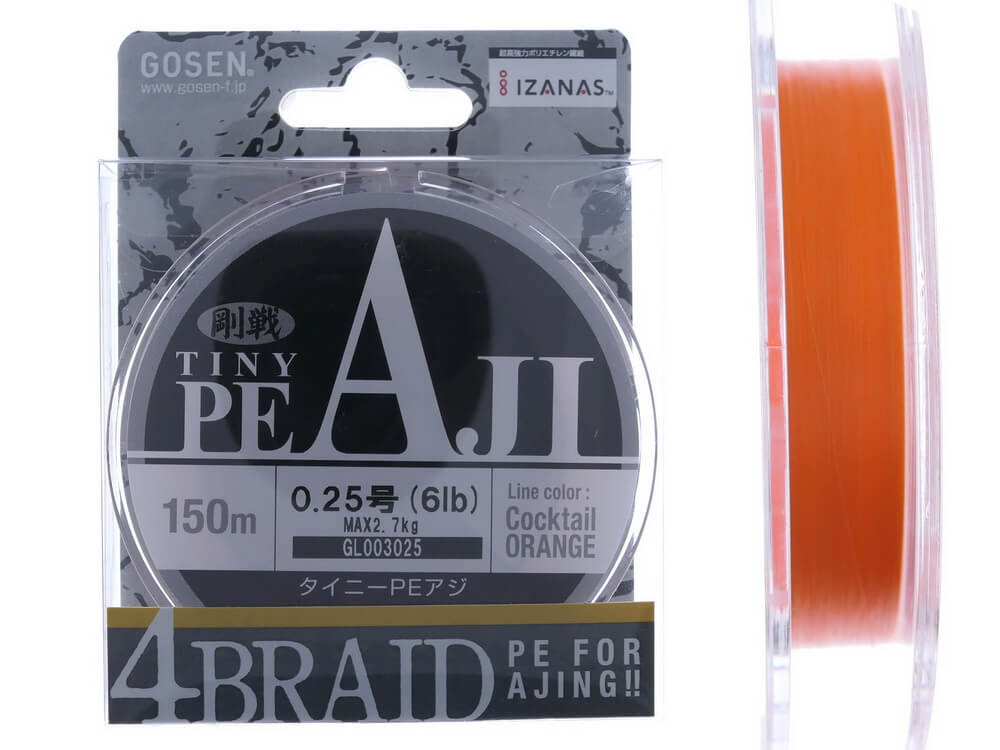 GOSEN®
www.gosen-f.jp
超高強力ポリエチレン繊維
IZANAS™
剛戦
TINY
PE AJI
150m
0.25号(6lb)
MAX2.7kg
GL003025
Line color :
Cocktail
ORANGE
タイニーPEアジ
4BRAID
PE FOR
AJING!!